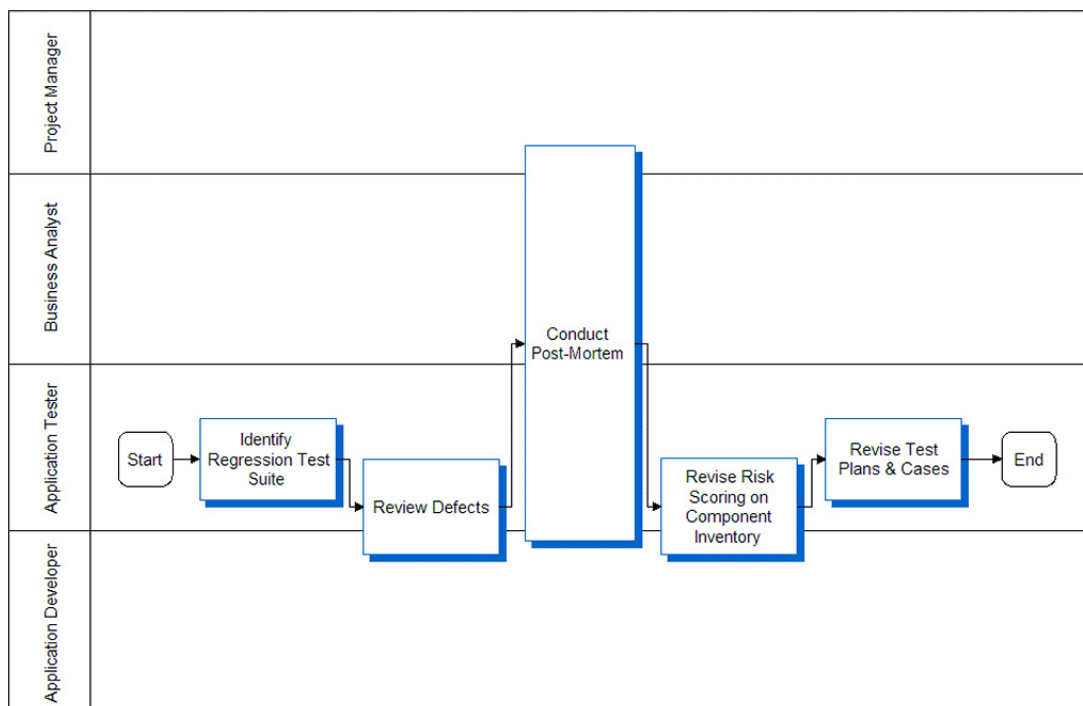 Project Manager
Business Analyst
Application Tester
Application Developer
Start
Identify
Regression Test
Suite
Review Defects
Conduct
Post-Mortem
Revise Risk
Scoring on
Component
Inventory
Revise Test
Plans & Cases
End